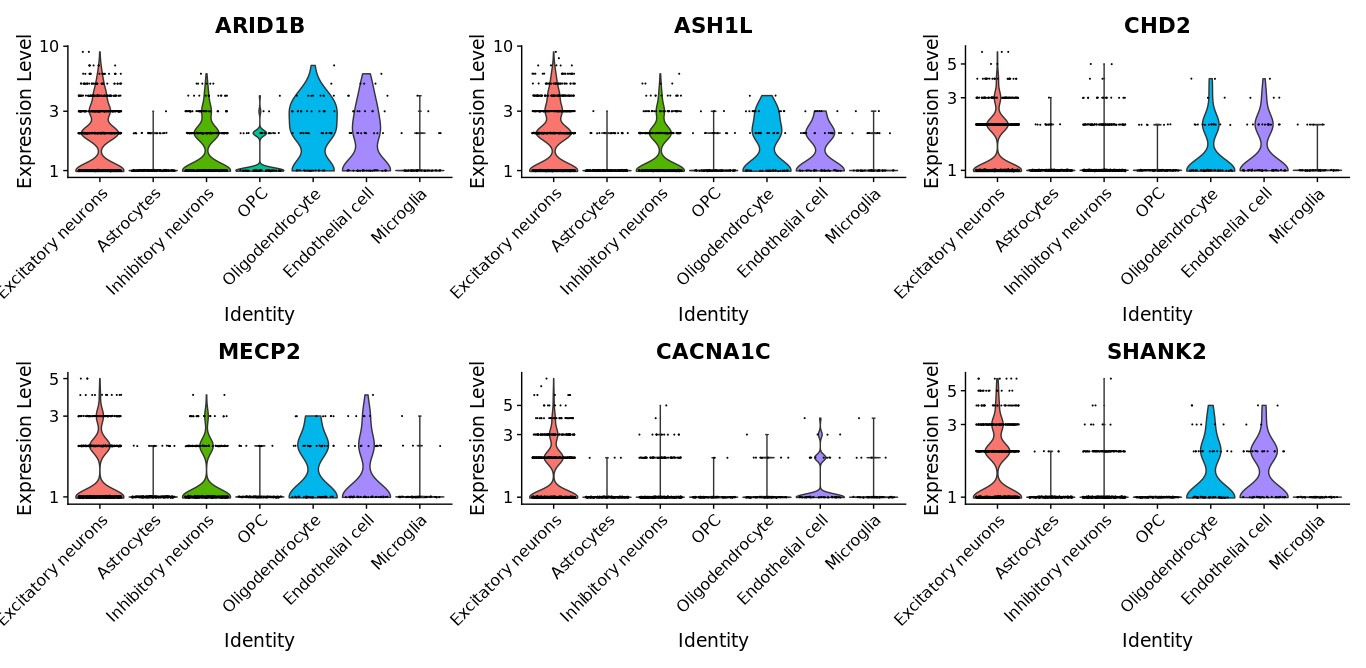 ARID1B
Expression Level
10
3
1
Excitatory neurons
Astrocytes
Inhibitory neurons
OPC
Oligodendrocyte
Endothelial cell
Microglia
Identity
ASH1L
Expression Level
10
3
1
Excitatory neurons
Astrocytes
Inhibitory neurons
OPC
Oligodendrocyte
Endothelial cell
Microglia
Identity
CHD2
Expression Level
5
3
1
Excitatory neurons
Astrocytes
Inhibitory neurons
OPC
Oligodendrocyte
Endothelial cell
Microglia
Identity
MECP2
Expression Level
5
3
1
Excitatory neurons
Astrocytes
Inhibitory neurons
OPC
Oligodendrocyte
Endothelial cell
Microglia
Identity
CACNA1C
Expression Level
5
3
1
Excitatory neurons
Astrocytes
Inhibitory neurons
OPC
Oligodendrocyte
Endothelial cell
Microglia
Identity
SHANK2
Expression Level
5
3
1
Excitatory neurons
Astrocytes
Inhibitory neurons
OPC
Oligodendrocyte
Endothelial cell
Microglia
Identity